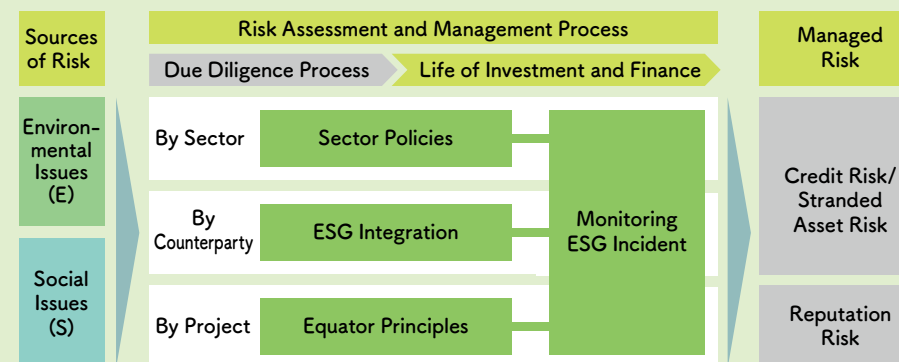 Sources
of Risk
Risk Assessment and Management Process
Managed
Risk
Due Diligence Process
Life of Investment and Finance
Environ-
mental
Issues
(E)
Social
Issues
(S)
By Sector
Sector Policies
By
Counterparty
ESG Integration
By Project
Equator Principles
Monitoring
ESG Incident
Credit Risk/
Stranded
Asset Risk
Reputation
Risk